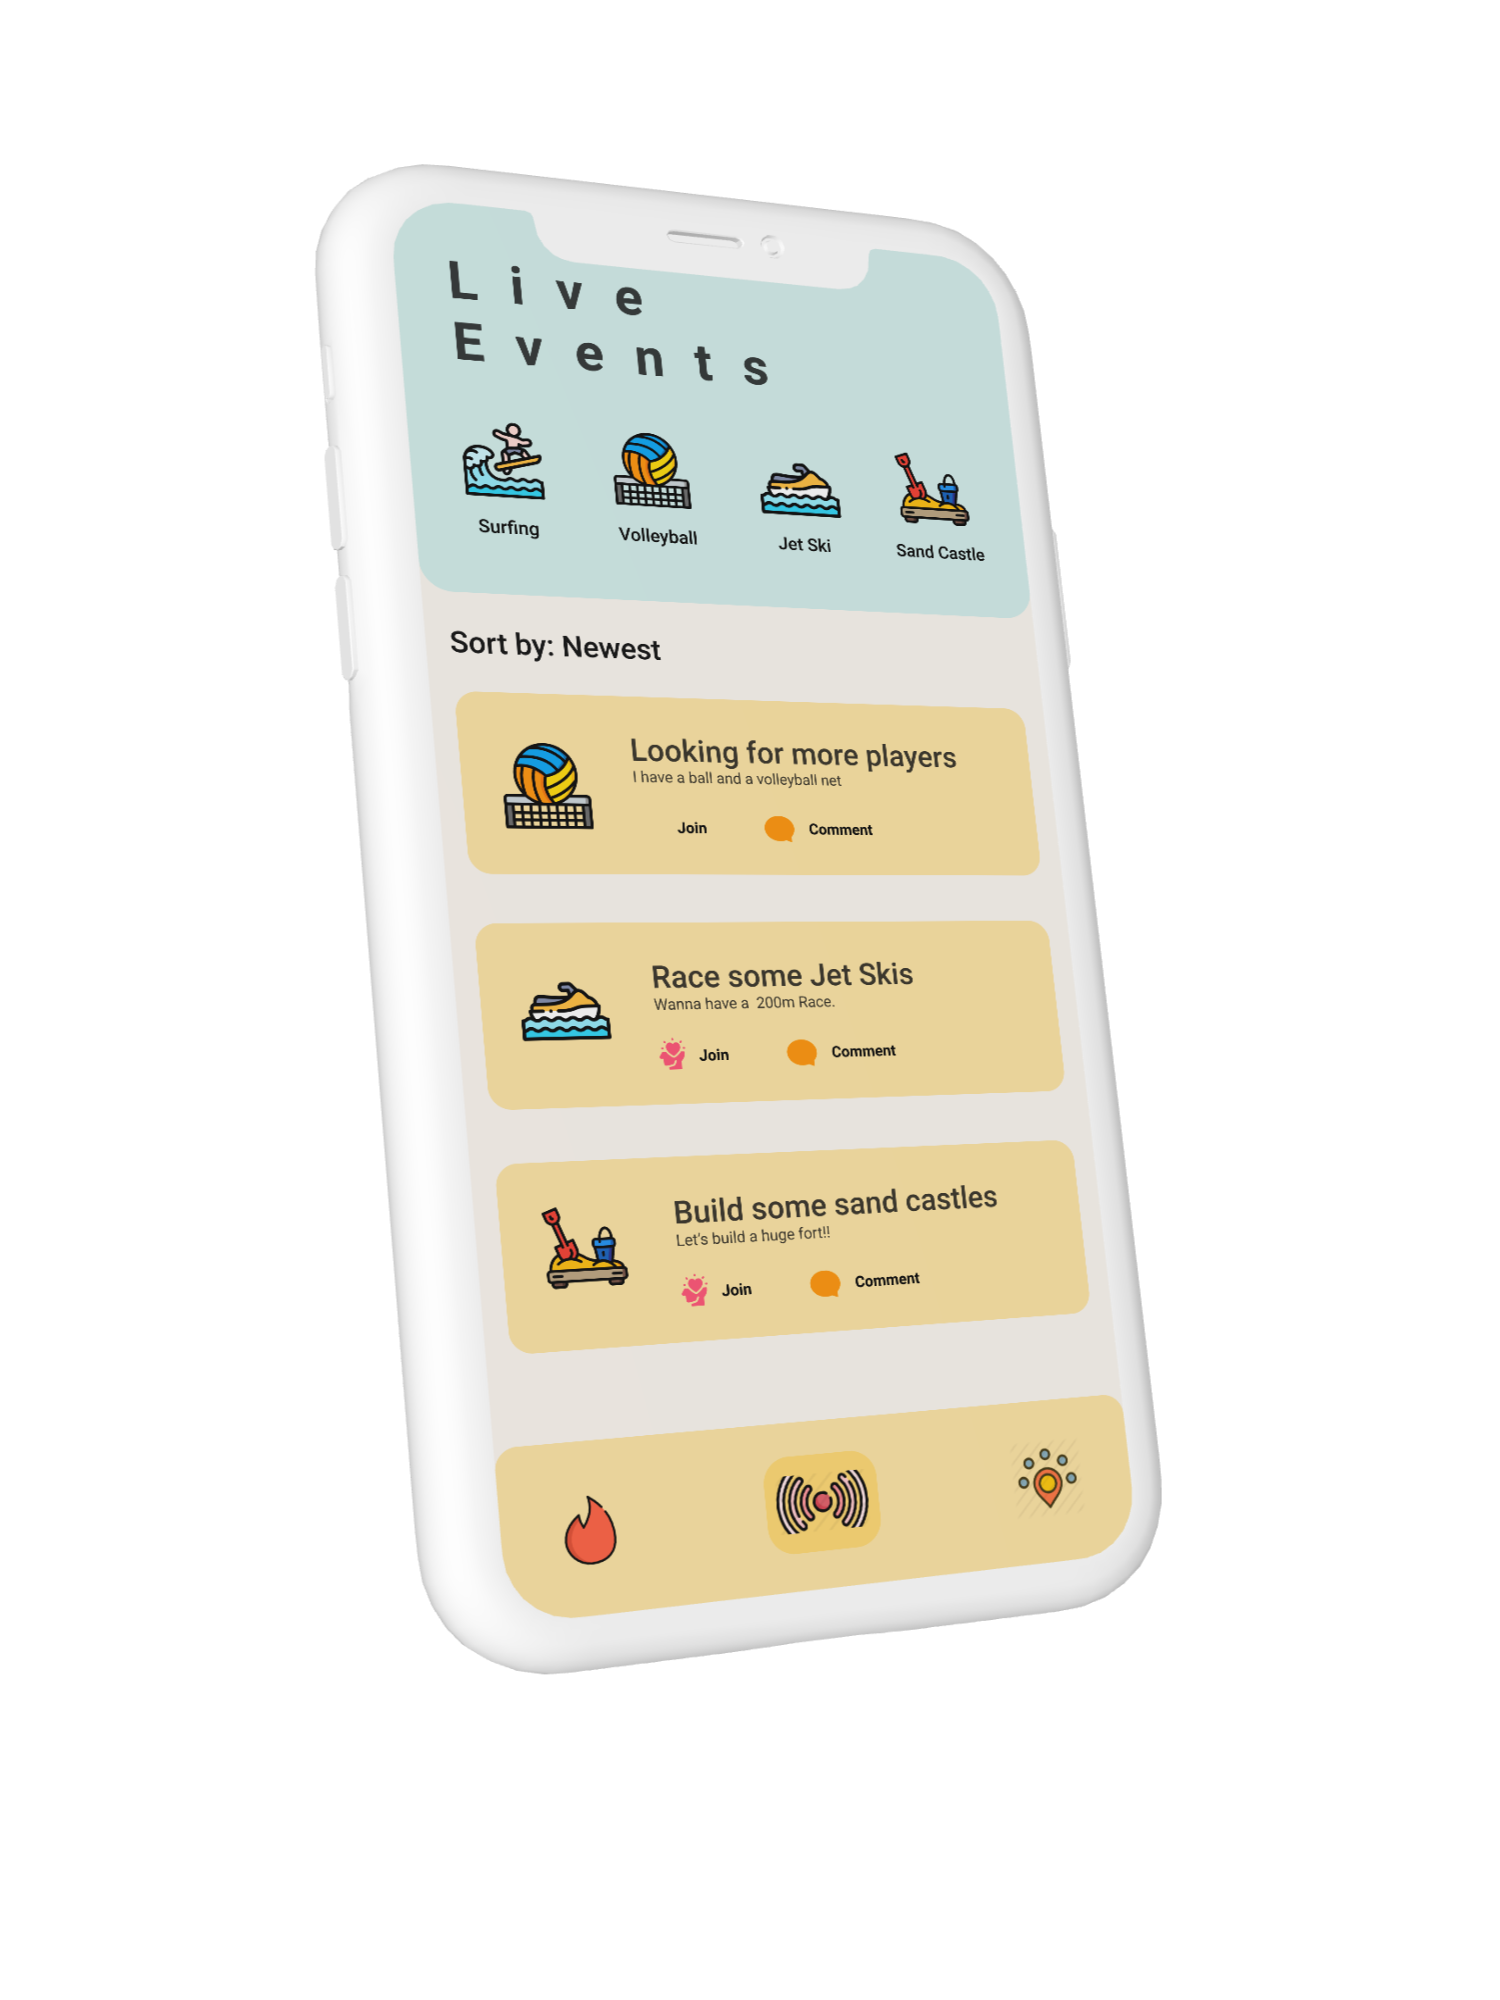 Live
Events
Surfing Volleyball Jet Ski Sand Castle
Sort by: Newest
Looking for more players
I have a ball and a volleyball net
Join Comment
Race some Jet Skis
Wanna have a 200m Race.
Join Comment
Build some sand castles
Let's build a huge fort!!
Join Comment